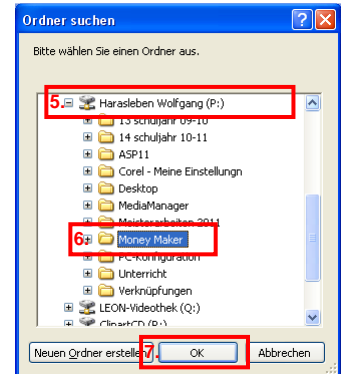 Ordner suchen
Bitte wählen Sie einen Ordner aus.
5. Harasleben Wolfgang (P:)
13 schuljahr 09-10
14 schuljahr 10-11
ASP11
Corel - Meine Einstellungn
Desktop
MediaManager
Meisterarbeiten 2011
6. Money Maker
PC-Konfiguration
Unterricht
Verknüpfungen
LEON-Videothek (Q:)
ClipartCD (R:)
Neuen Ordner erstellen 7. OK Abbrechen